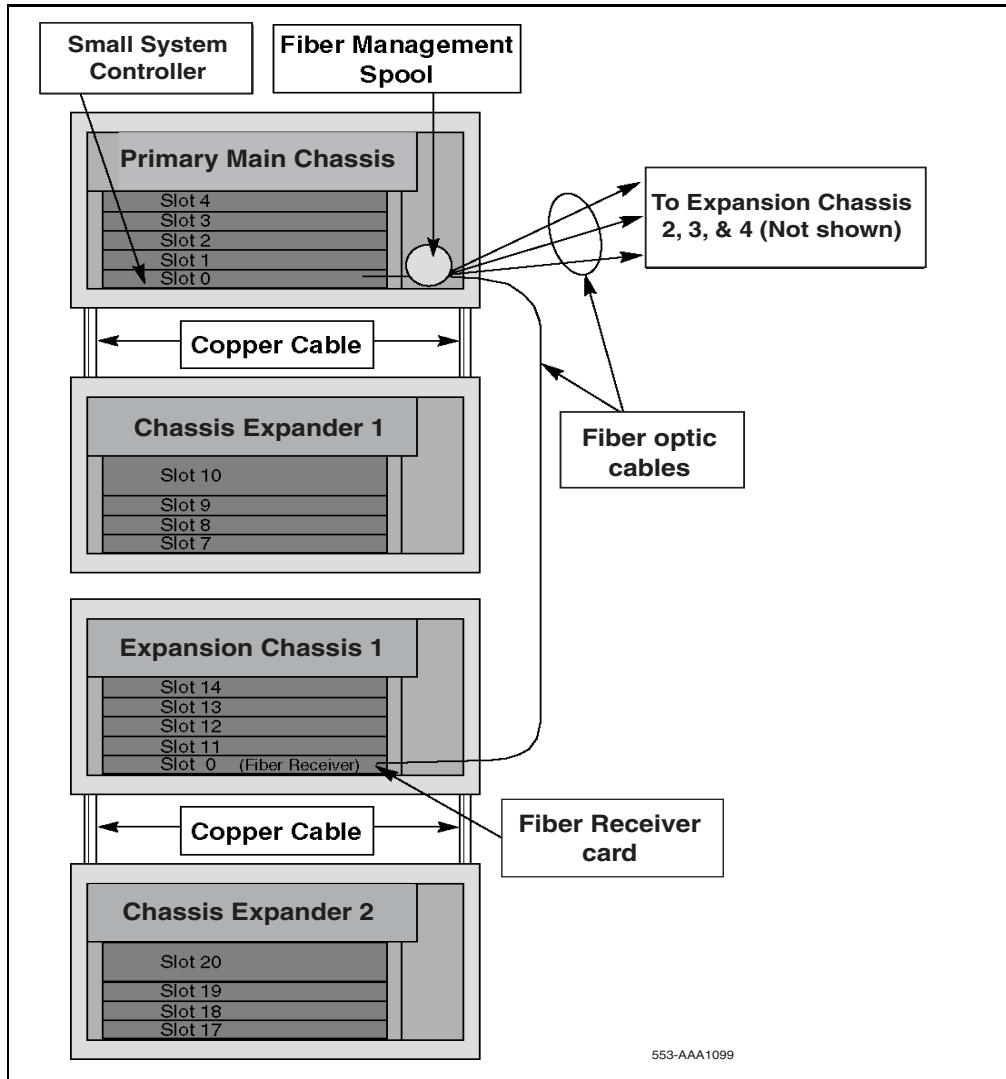 Small System
Controller
Fiber Management
Spool
Primary Main Chassis
Slot 4
Slot 3
Slot 2
Slot 1
Slot 0
To Expansion Chassis
2, 3, & 4 (Not shown)
Copper Cable
Chassis Expander 1
Slot 10
Slot 9
Slot 8
Slot 7
Fiber optic
cables
Expansion Chassis 1
Slot 14
Slot 13
Slot 12
Slot 11
Slot 0 (Fiber Receiver)
Copper Cable
Fiber Receiver
card
Chassis Expander 2
Slot 20
Slot 19
Slot 18
Slot 17
553-AAA1099